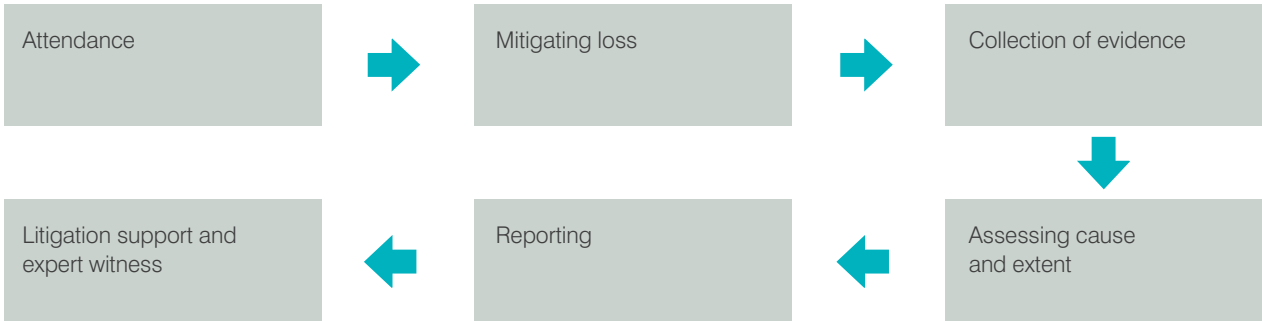 Attendance
Mitigating loss
Collection of evidence
Assessing cause
and extent
Reporting
Litigation support and
expert witness